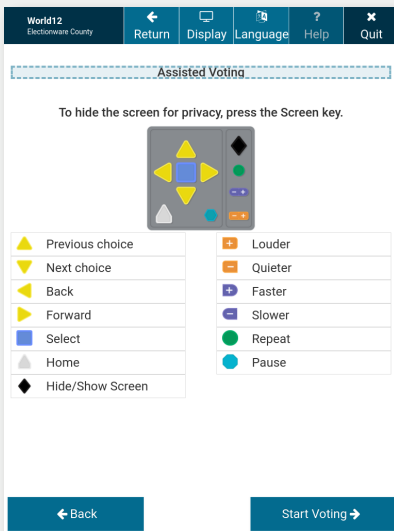 World12
Electionware County
Return
Display
Language
? Help
Quit
Assisted Voting
To hide the screen for privacy, press the Screen key.
Previous choice
Next choice
Back
Forward
Select
Home
Hide/Show Screen
+ Louder
- Quieter
+ Faster
- Slower
Repeat
Pause
Back
Start Voting